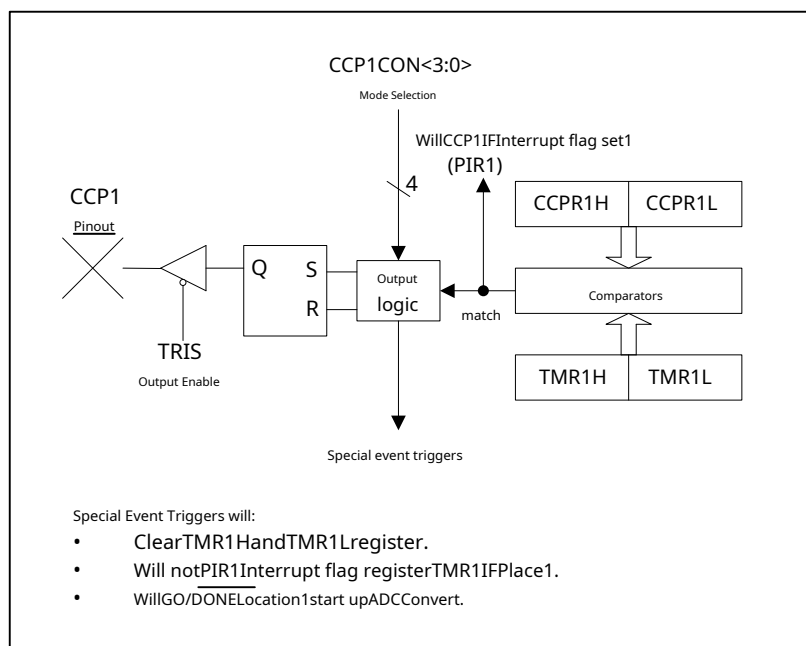 CCP1CON<3:0>
Mode Selection
WillCCP1IFInterrupt flag set1
(PIR1)
4
CCP1
Pinout
CCPR1H CCPR1L
Q S
R
Output
logic
Comparators
match
TRIS
Output Enable
TMR1H TMR1L
Special event triggers
Special Event Triggers will:
• ClearTMR1HandTMR1Lregister.
• Will notPIR1Interrupt flag registerTMR1IFPlace1.
• WillGO/DONELocation1start upADCConvert.